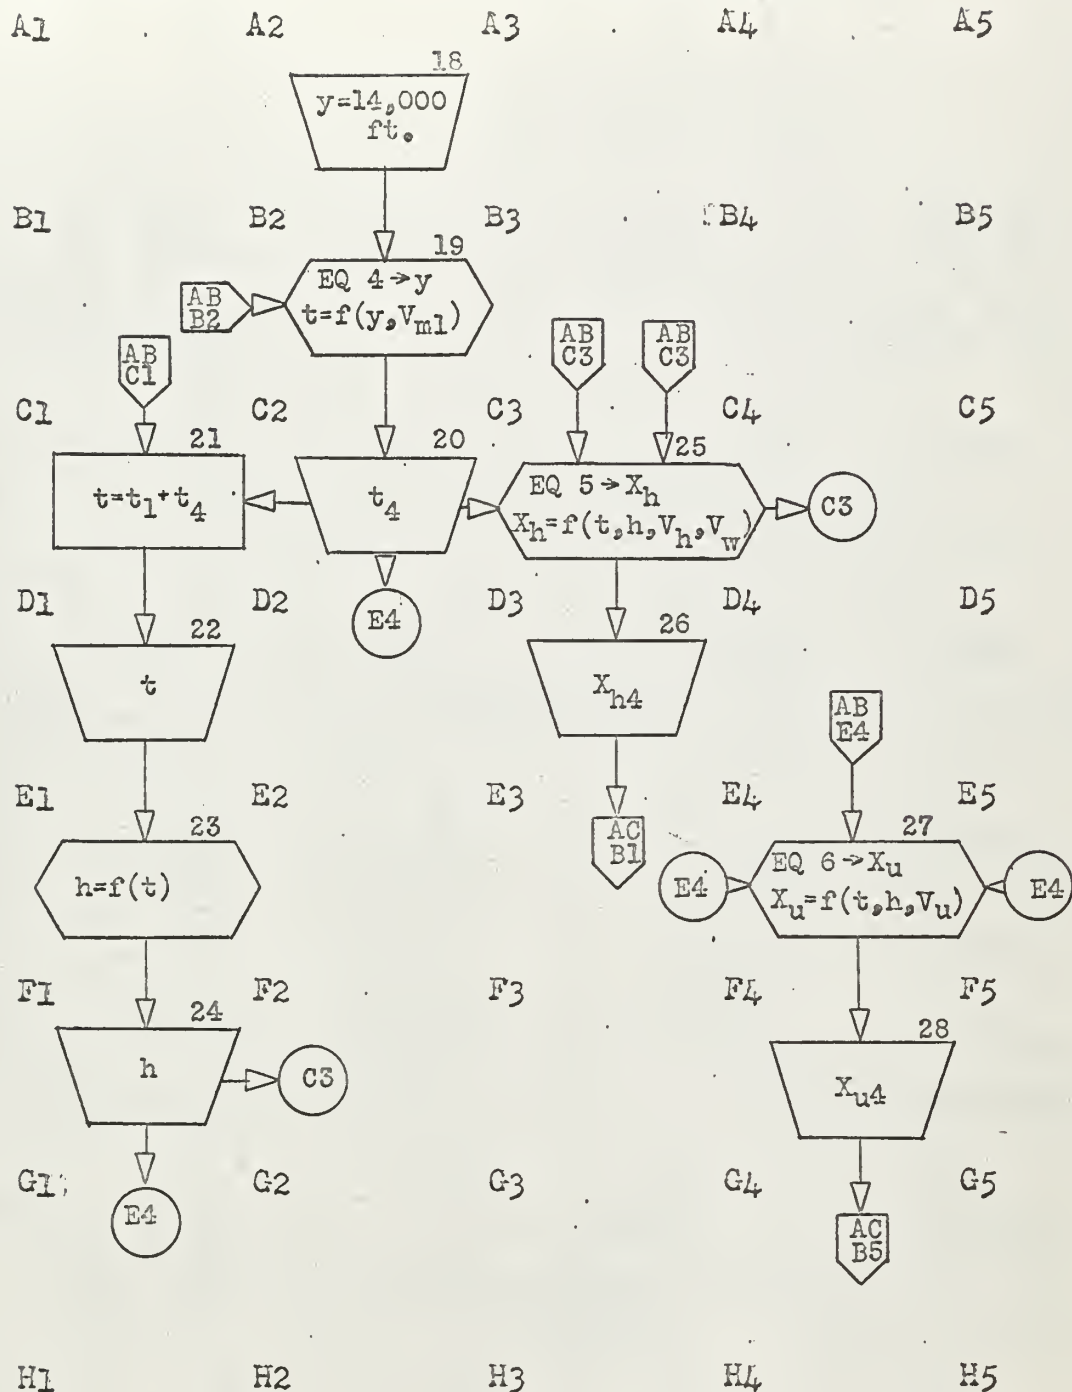 A1 A2 A3 A4 A5
18
y=14,000
ft.
B1 B2 B3 B4 B5
19
EQ 4→y
t=f(y,Vm1)
AB
B2
AB
C1
AB
C3
AB
C3
C1 C2 C3 C4 C5
21
t=t1+t4
20
t4
25
EQ 5→Xh
Xh=f(t,h,Vh,Vw)
C3
D1 D2 D3 D4 D5
E4
22
t
26
Xh4
AB
E4
E1 E2 E3 E4 E5
23
h=f(t)
AC
B1
27
E4
EQ 6→Xu
Xu=f(t,h,Vu)
E4
F1 F2 F3 F4 F5
24
h
C3
28
Xu4
G1 G2 G3 G4 G5
E4
AC
B5
H1 H2 H3 H4 H5